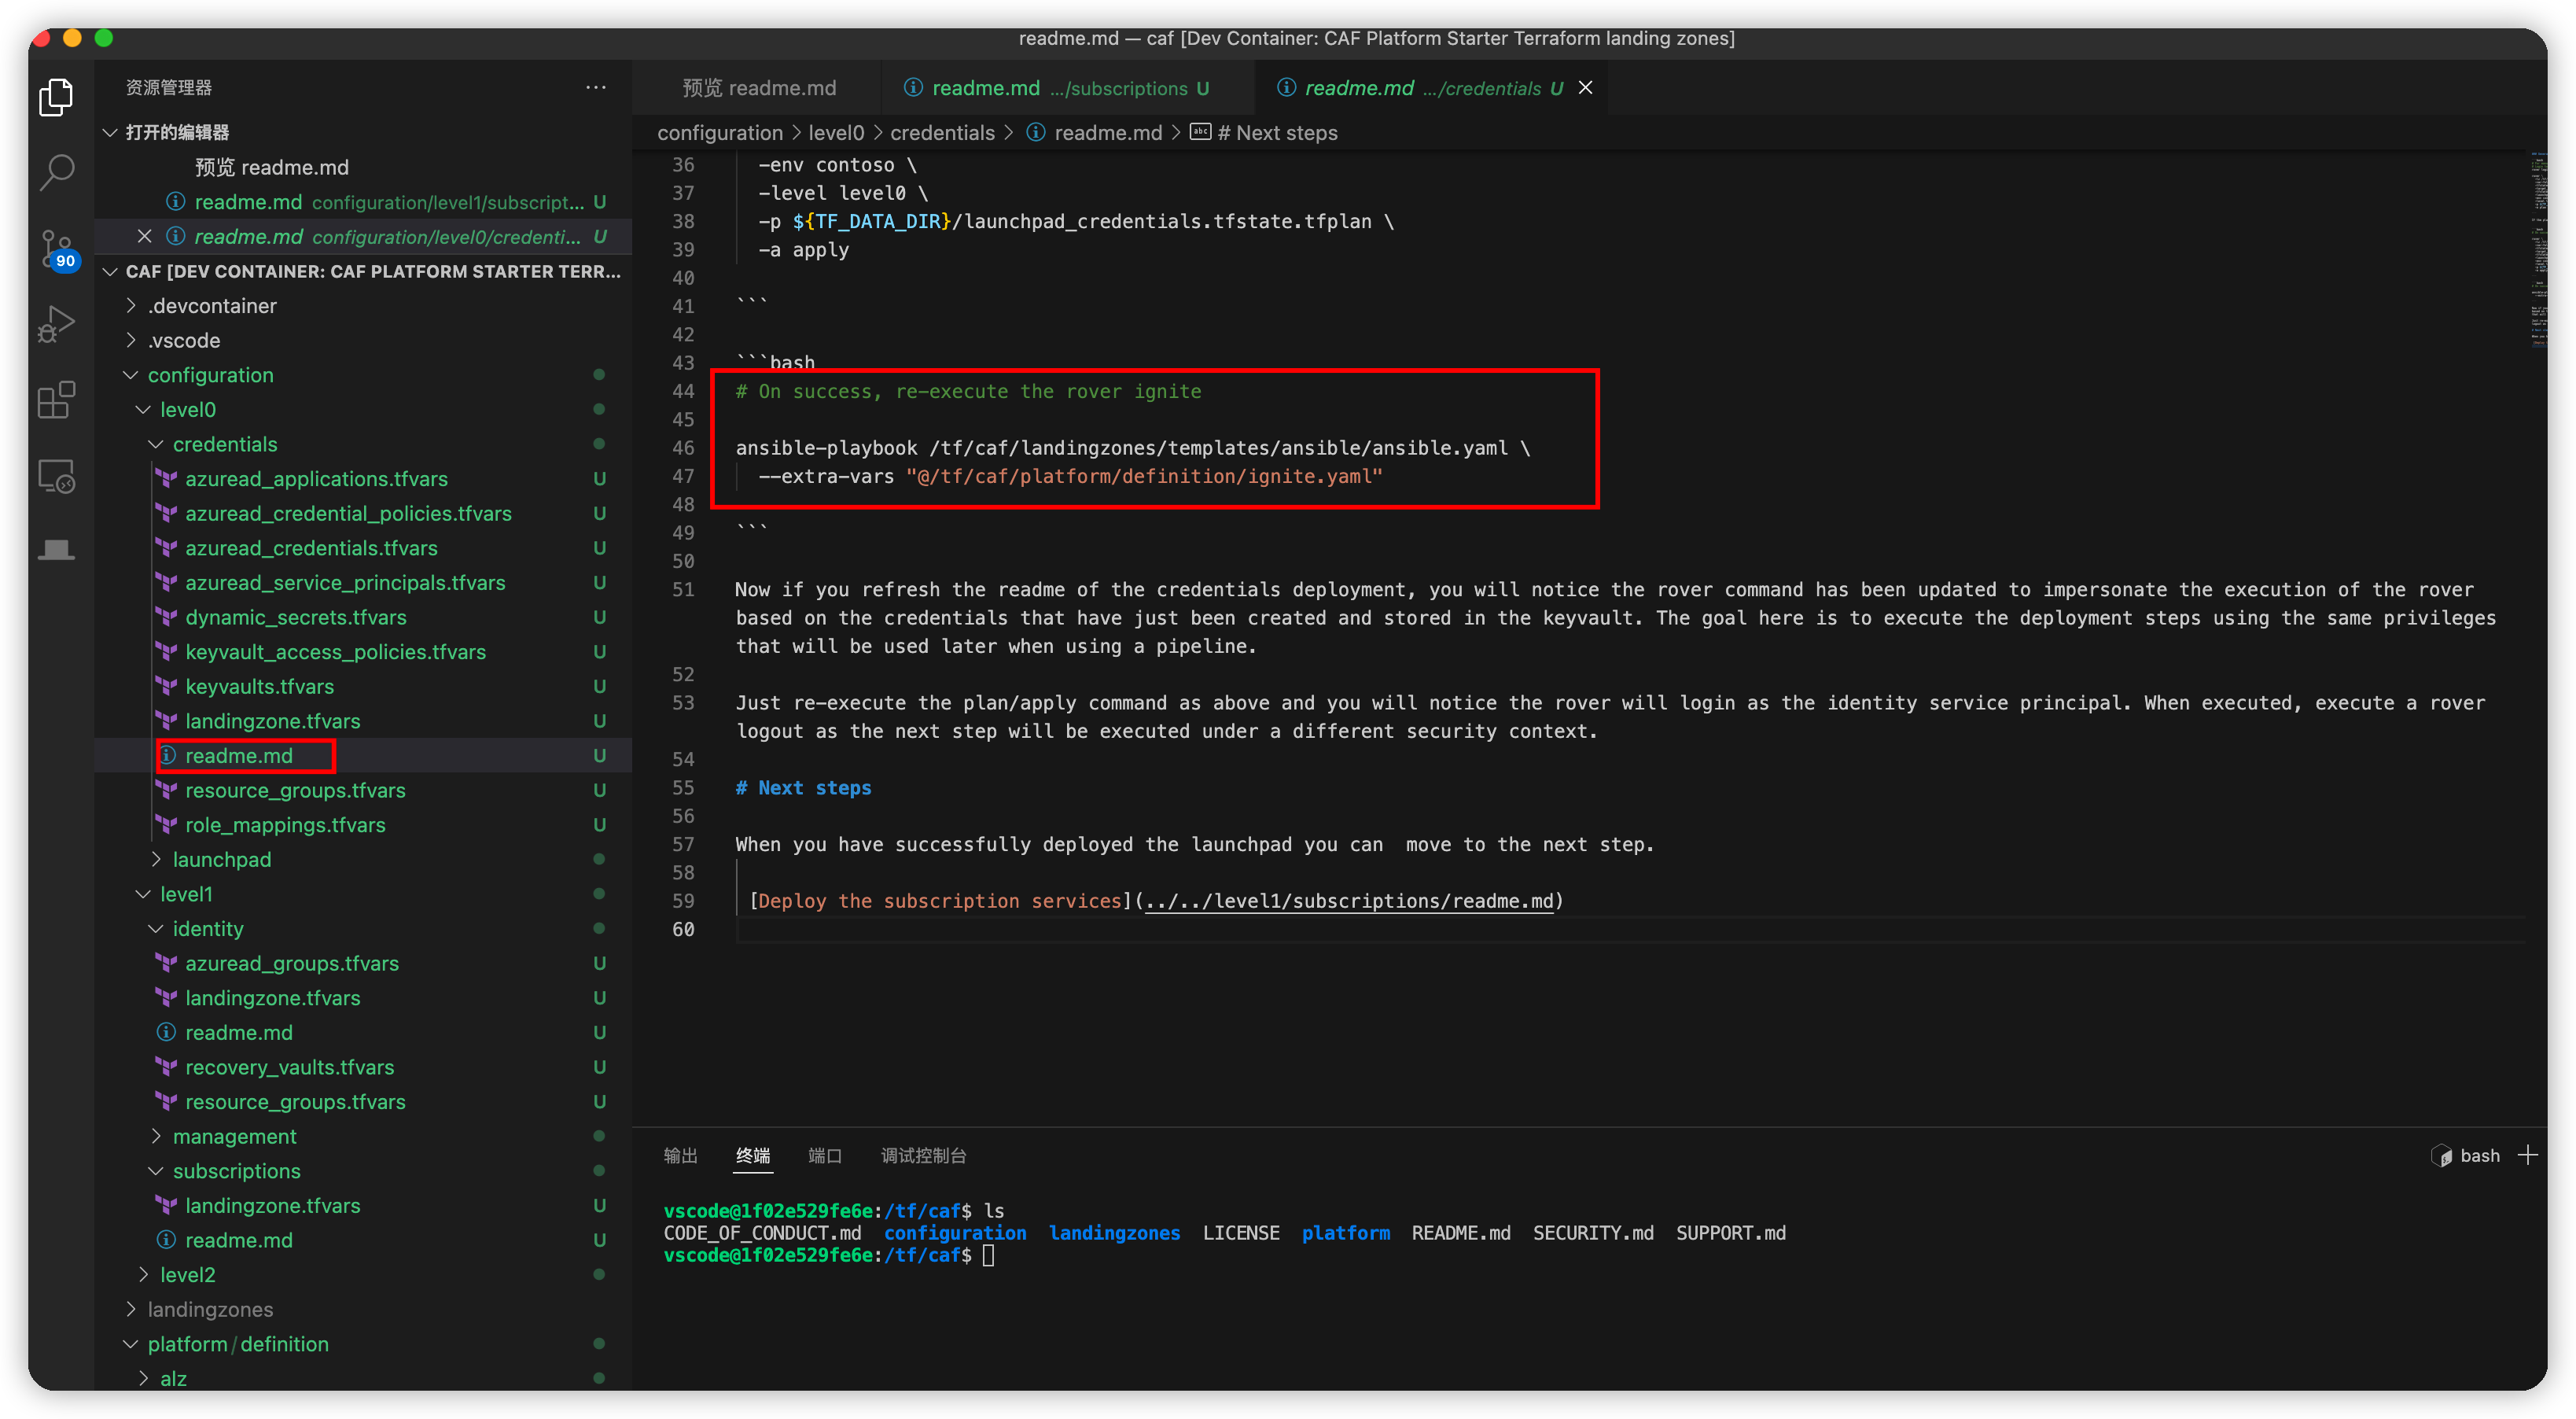 readme.md — caf [Dev Container: CAF Platform Starter Terraform landing zones]
资源管理器
打开的编辑器
预览 readme.md
readme.md configuration/level1/subscript... U
readme.md configuration/level0/credenti... U
CAF [DEV CONTAINER: CAF PLATFORM STARTER TERR...
.devcontainer
.vscode
configuration
level0
credentials
azuread_applications.tfvars U
azuread_credential_policies.tfvars U
azuread_credentials.tfvars U
azuread_service_principals.tfvars U
dynamic_secrets.tfvars U
keyvault_access_policies.tfvars U
keyvaults.tfvars U
landingzone.tfvars U
readme.md U
resource_groups.tfvars U
role_mappings.tfvars U
launchpad
level1
identity
azuread_groups.tfvars U
landingzone.tfvars U
readme.md U
recovery_vaults.tfvars U
resource_groups.tfvars U
management
subscriptions
landingzone.tfvars U
readme.md U
level2
landingzones
platform/definition
alz
90
预览 readme.md
readme.md .../subscriptions U
readme.md .../credentials U
configuration > level0 > credentials > readme.md > # Next steps
36 -env contoso \
37 -level level0 \
38 -p ${TF_DATA_DIR}/launchpad_credentials.tfstate.tfplan \
39 -a apply
40
41 ```
42
43 ```bash
44 # On success, re-execute the rover ignite
45
46 ansible-playbook /tf/caf/landingzones/templates/ansible/ansible.yaml \
47 --extra-vars "@/tf/caf/platform/definition/ignite.yaml"
48
49 ```
50
51 Now if you refresh the readme of the credentials deployment, you will notice the rover command has been updated to impersonate the execution of the rover
based on the credentials that have just been created and stored in the keyvault. The goal here is to execute the deployment steps using the same privileges
that will be used later when using a pipeline.
52
53 Just re-execute the plan/apply command as above and you will notice the rover will login as the identity service principal. When executed, execute a rover
logout as the next step will be executed under a different security context.
54
55 # Next steps
56
57 When you have successfully deployed the launchpad you can  move to the next step.
58
59 [Deploy the subscription services](../../level1/subscriptions/readme.md)
60
输出 终端 端口 调试控制台
bash
vscode@1f02e529fe6e:/tf/caf$ ls
CODE_OF_CONDUCT.md configuration landingzones LICENSE platform README.md SECURITY.md SUPPORT.md
vscode@1f02e529fe6e:/tf/caf$